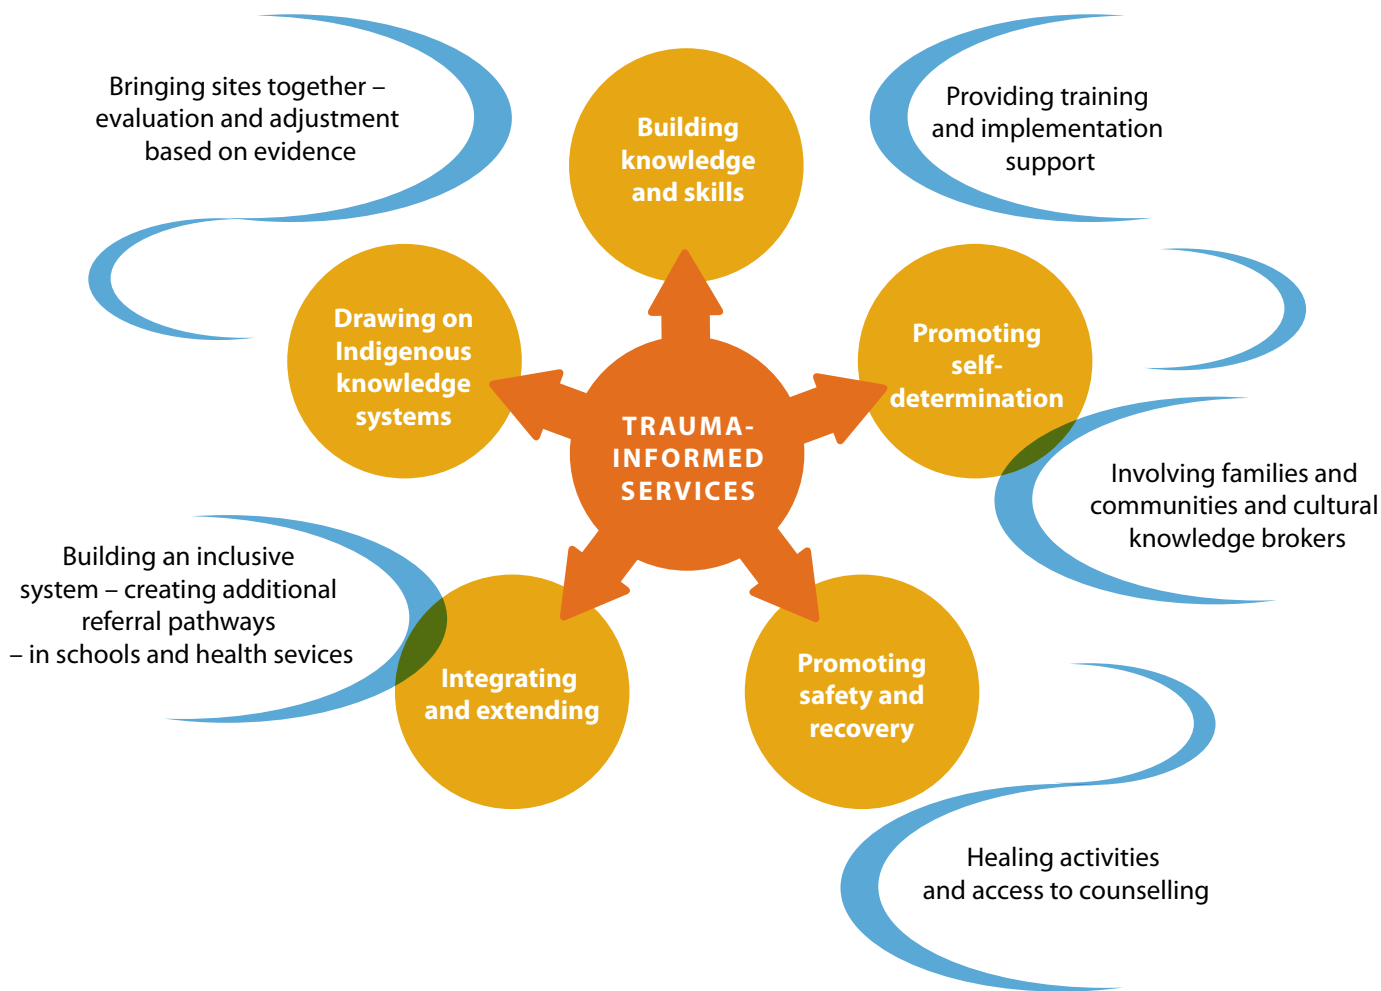 Bringing sites together –
evaluation and adjustment
based on evidence
Building
knowledge
and skills
Providing training
and implementation
support
Drawing on
Indigenous
knowledge
systems
Promoting
self-
determination
TRAUMA-
INFORMED
SERVICES
Involving families and
communities and cultural
knowledge brokers
Building an inclusive
system – creating additional
referral pathways
– in schools and health sevices
Integrating
and extending
Promoting
safety and
recovery
Healing activities
and access to counselling